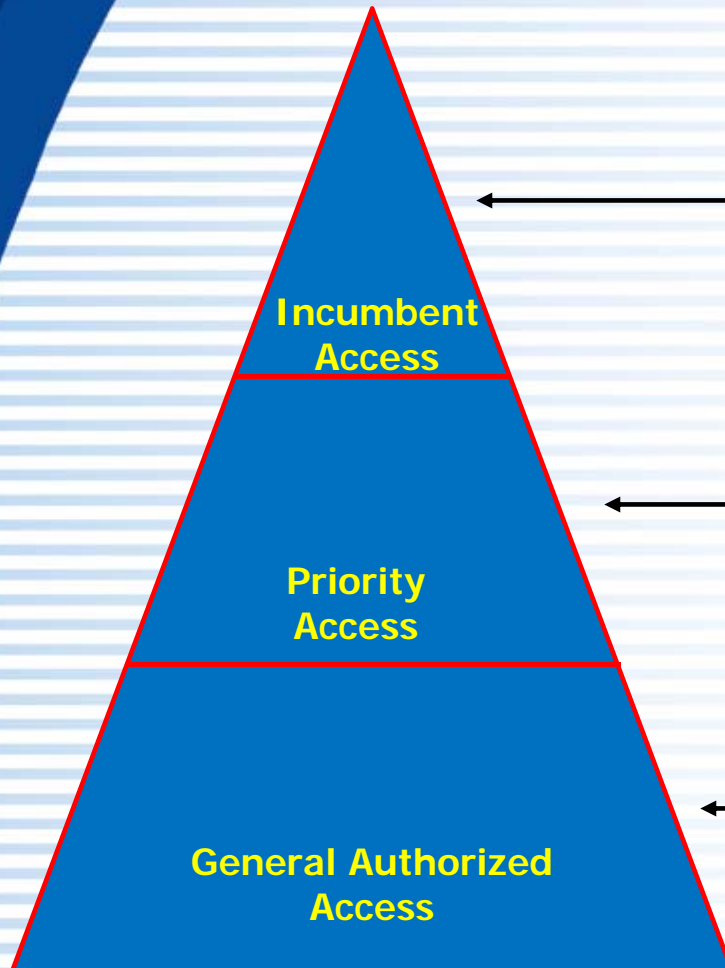 Incumbent
Access
Priority
Access
General Authorized
Access